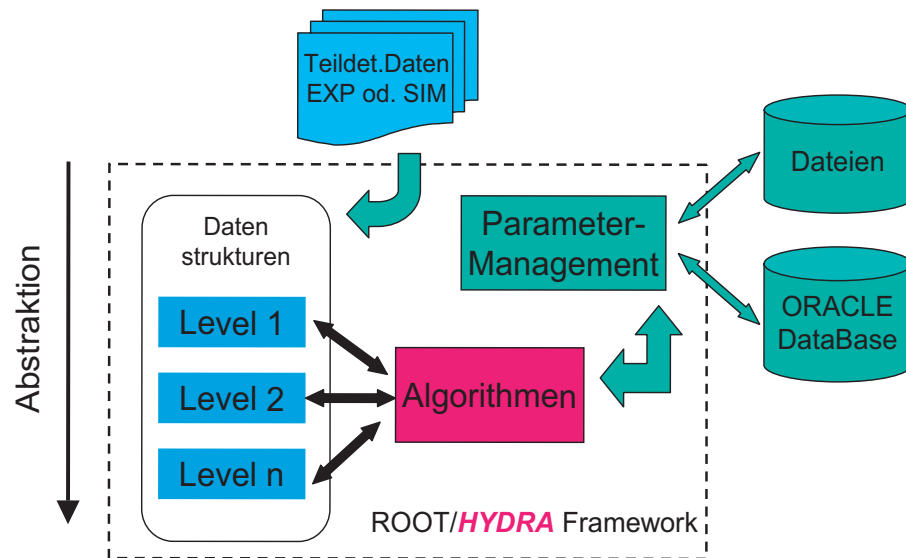 Teildet.Daten
EXP od. SIM
Dateien
Daten
strukturen
Parameter-
Management
Level 1
ORACLE
DataBase
Level 2
Algorithmen
Level n
Abstraktion
ROOT/HYDRA Framework